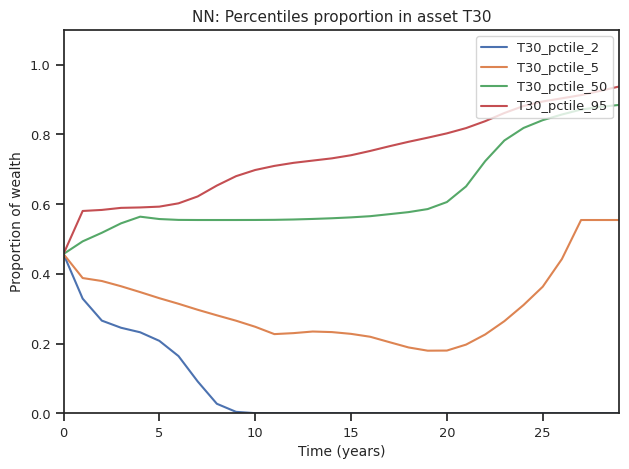 NN: Percentiles proportion in asset T30
T30_pctile_2
T30_pctile_5
T30_pctile_50
T30_pctile_95
Proportion of wealth
1.0
0.8
0.6
0.4
0.2
0.0
0 5 10 15 20 25
Time (years)